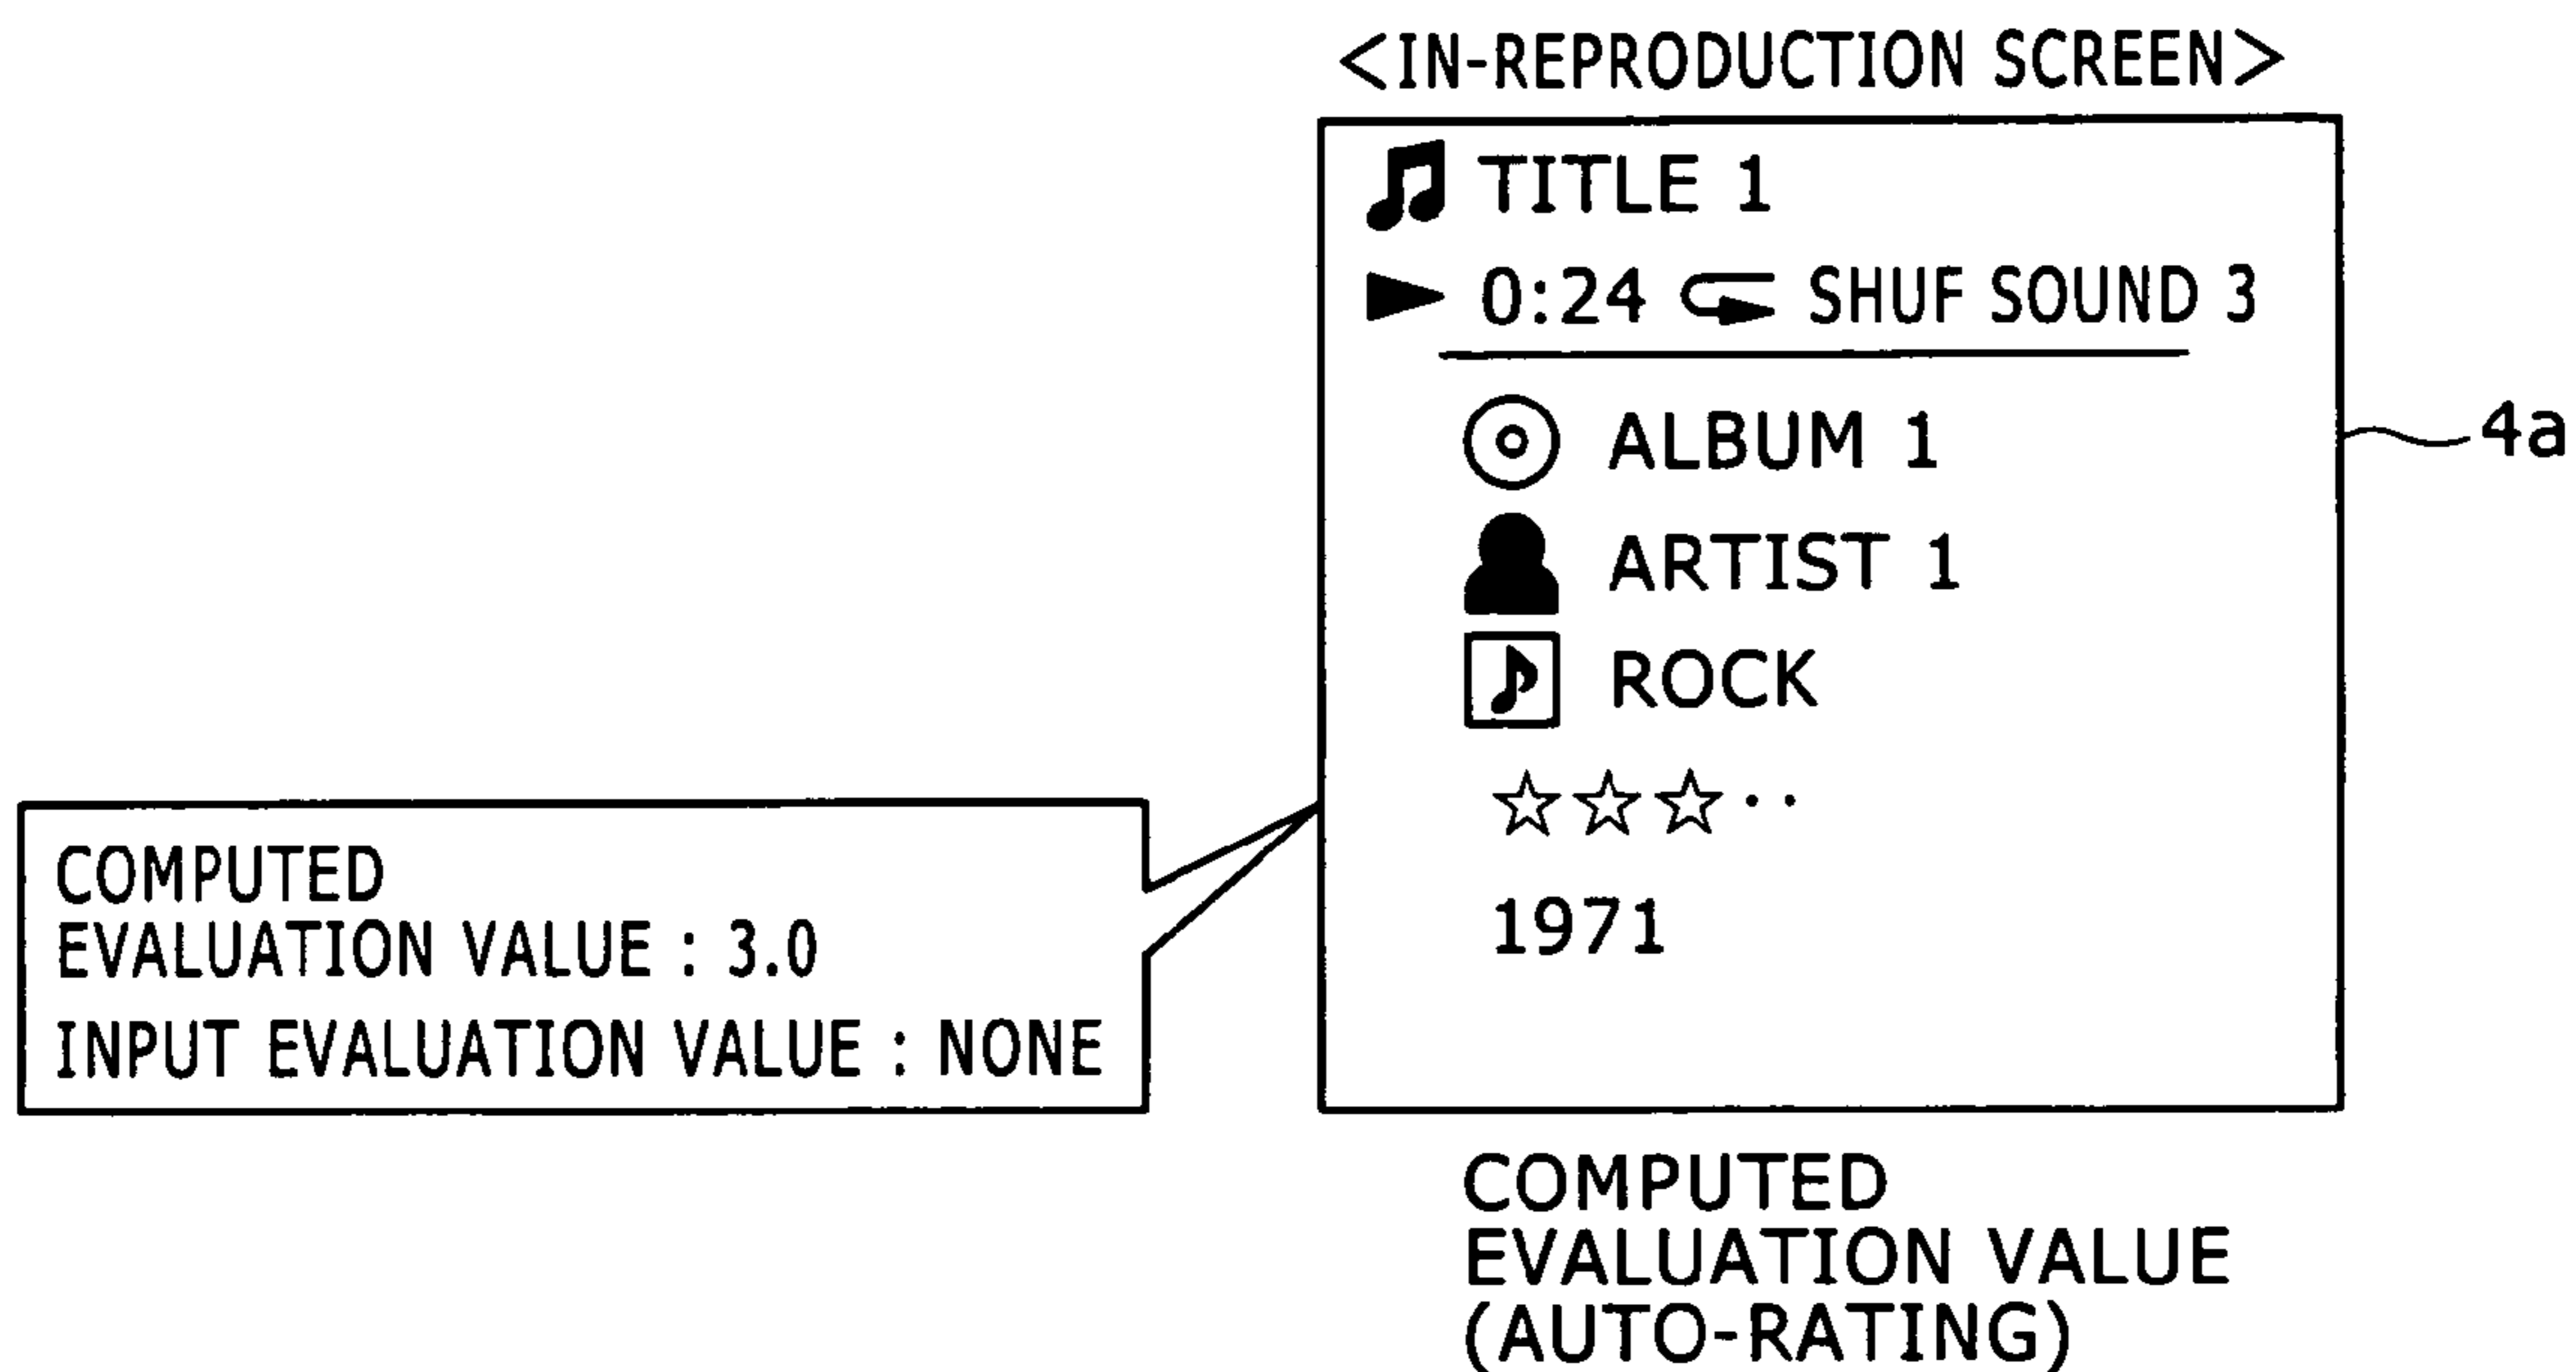 <IN-REPRODUCTION SCREEN>
TITLE 1
0:24 SHUF SOUND 3
ALBUM 1
4a
ARTIST 1
ROCK
☆☆☆··
1971
COMPUTED
EVALUATION VALUE : 3.0
INPUT EVALUATION VALUE : NONE
COMPUTED
EVALUATION VALUE
(AUTO-RATING)